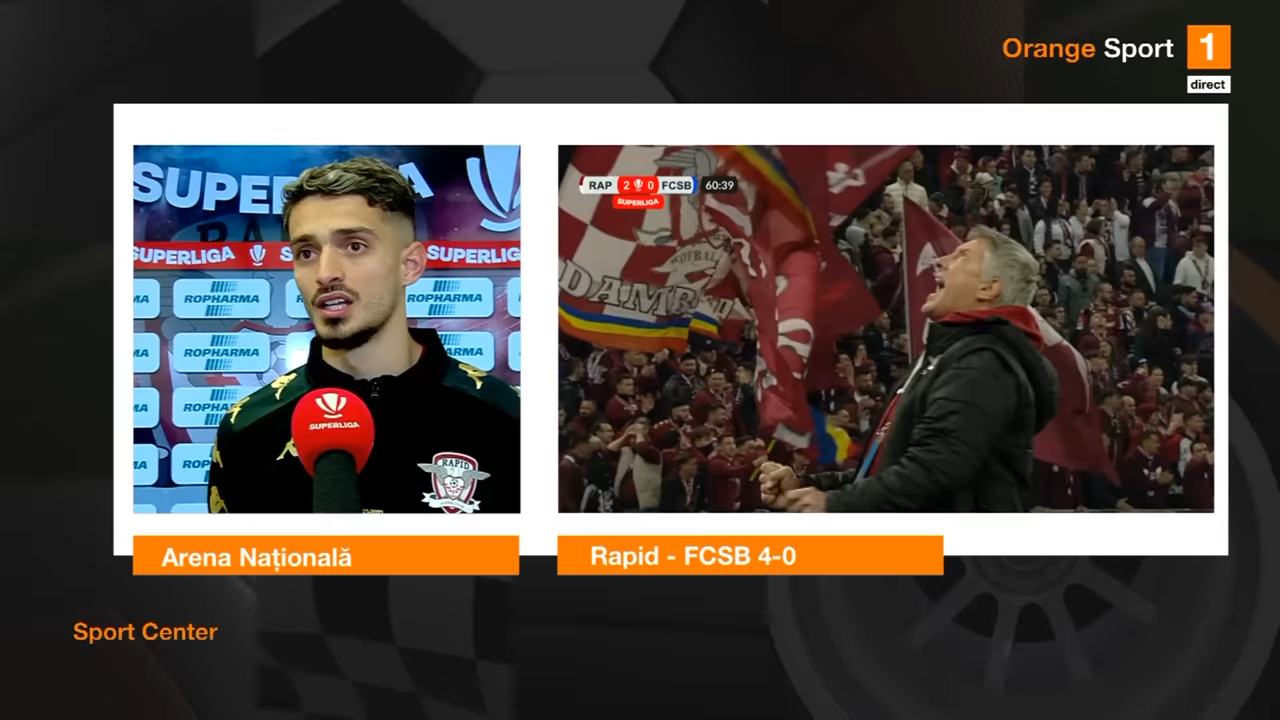 Orange Sport 1
direct
SUPERLIGA
RAP 2 0 FCSB 60:39
SUPERLIGA
SUPERLIGA
SUPERLIGA
ROPHARMA
ROPHARMA
ROPHARMA
SUPERLIGA
RAPID
Arena Națională
Rapid - FCSB 4-0
Sport Center